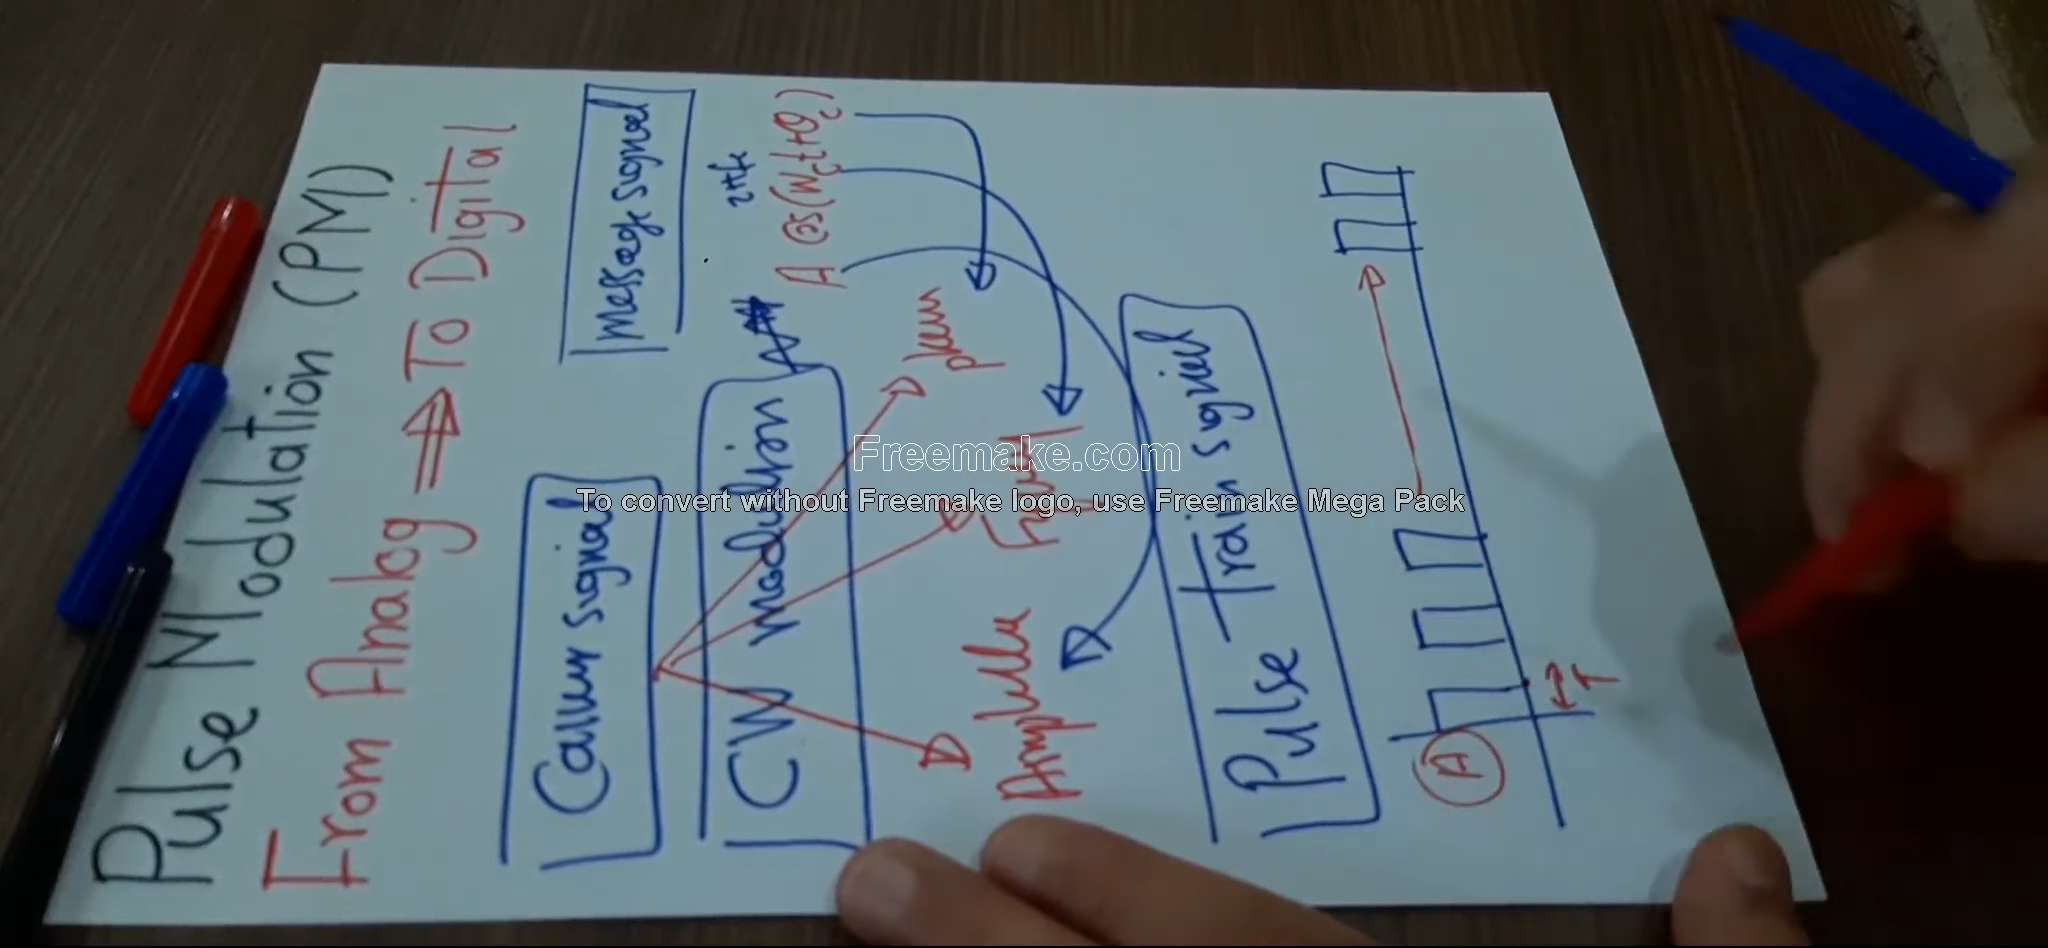 Pulse Modulation (PM)
From Analog ⇒ To Digital
Message signal
Carrier signal
2πfc
A cos(Wct+θc)
CW modulation
Amplitude
Pulse Train signal
A
T
Freemake.com
To convert without Freemake logo, use Freemake Mega Pack